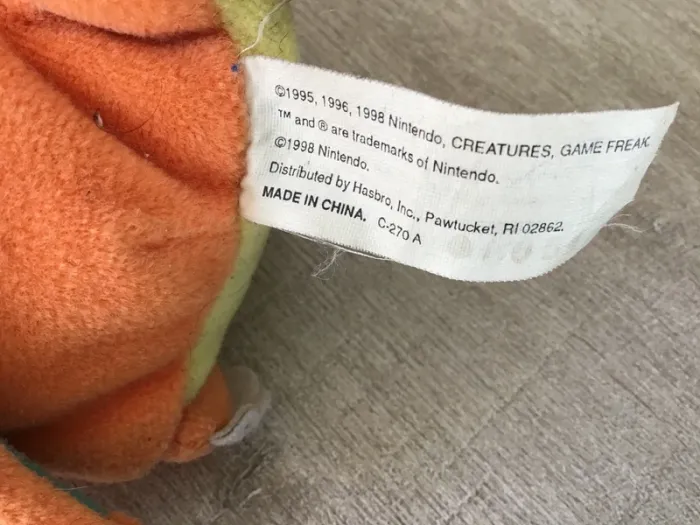 ©1995, 1996, 1998 Nintendo, CREATURES, GAME FREAK.
™ and ® are trademarks of Nintendo.
©1998 Nintendo.
Distributed by Hasbro, Inc., Pawtucket, RI 02862.
MADE IN CHINA. C-270 A